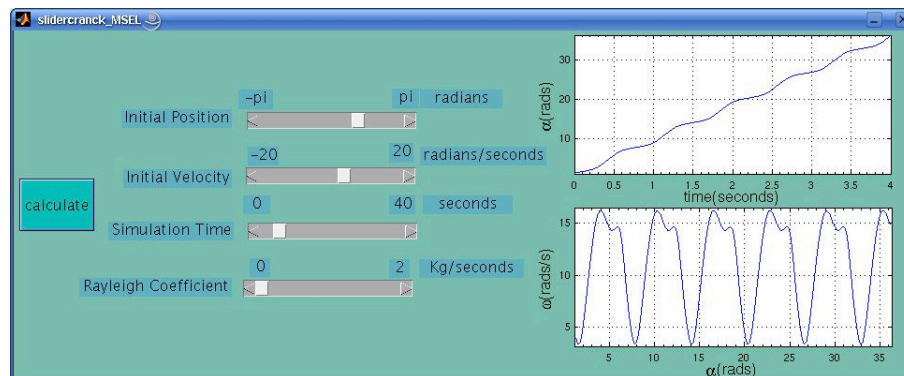 slidercranck_MSEL
-pi pi radians
Initial Position
-20 20 radians/seconds
Initial Velocity
calculate
0 40 seconds
Simulation Time
0 2 Kg/seconds
Rayleigh Coefficient
30
20
10
α(rads)
0 0.5 1 1.5 2 2.5 3 3.5 4
time(seconds)
15
10
5
ω(rads/s)
5 10 15 20 25 30 35
α(rads)